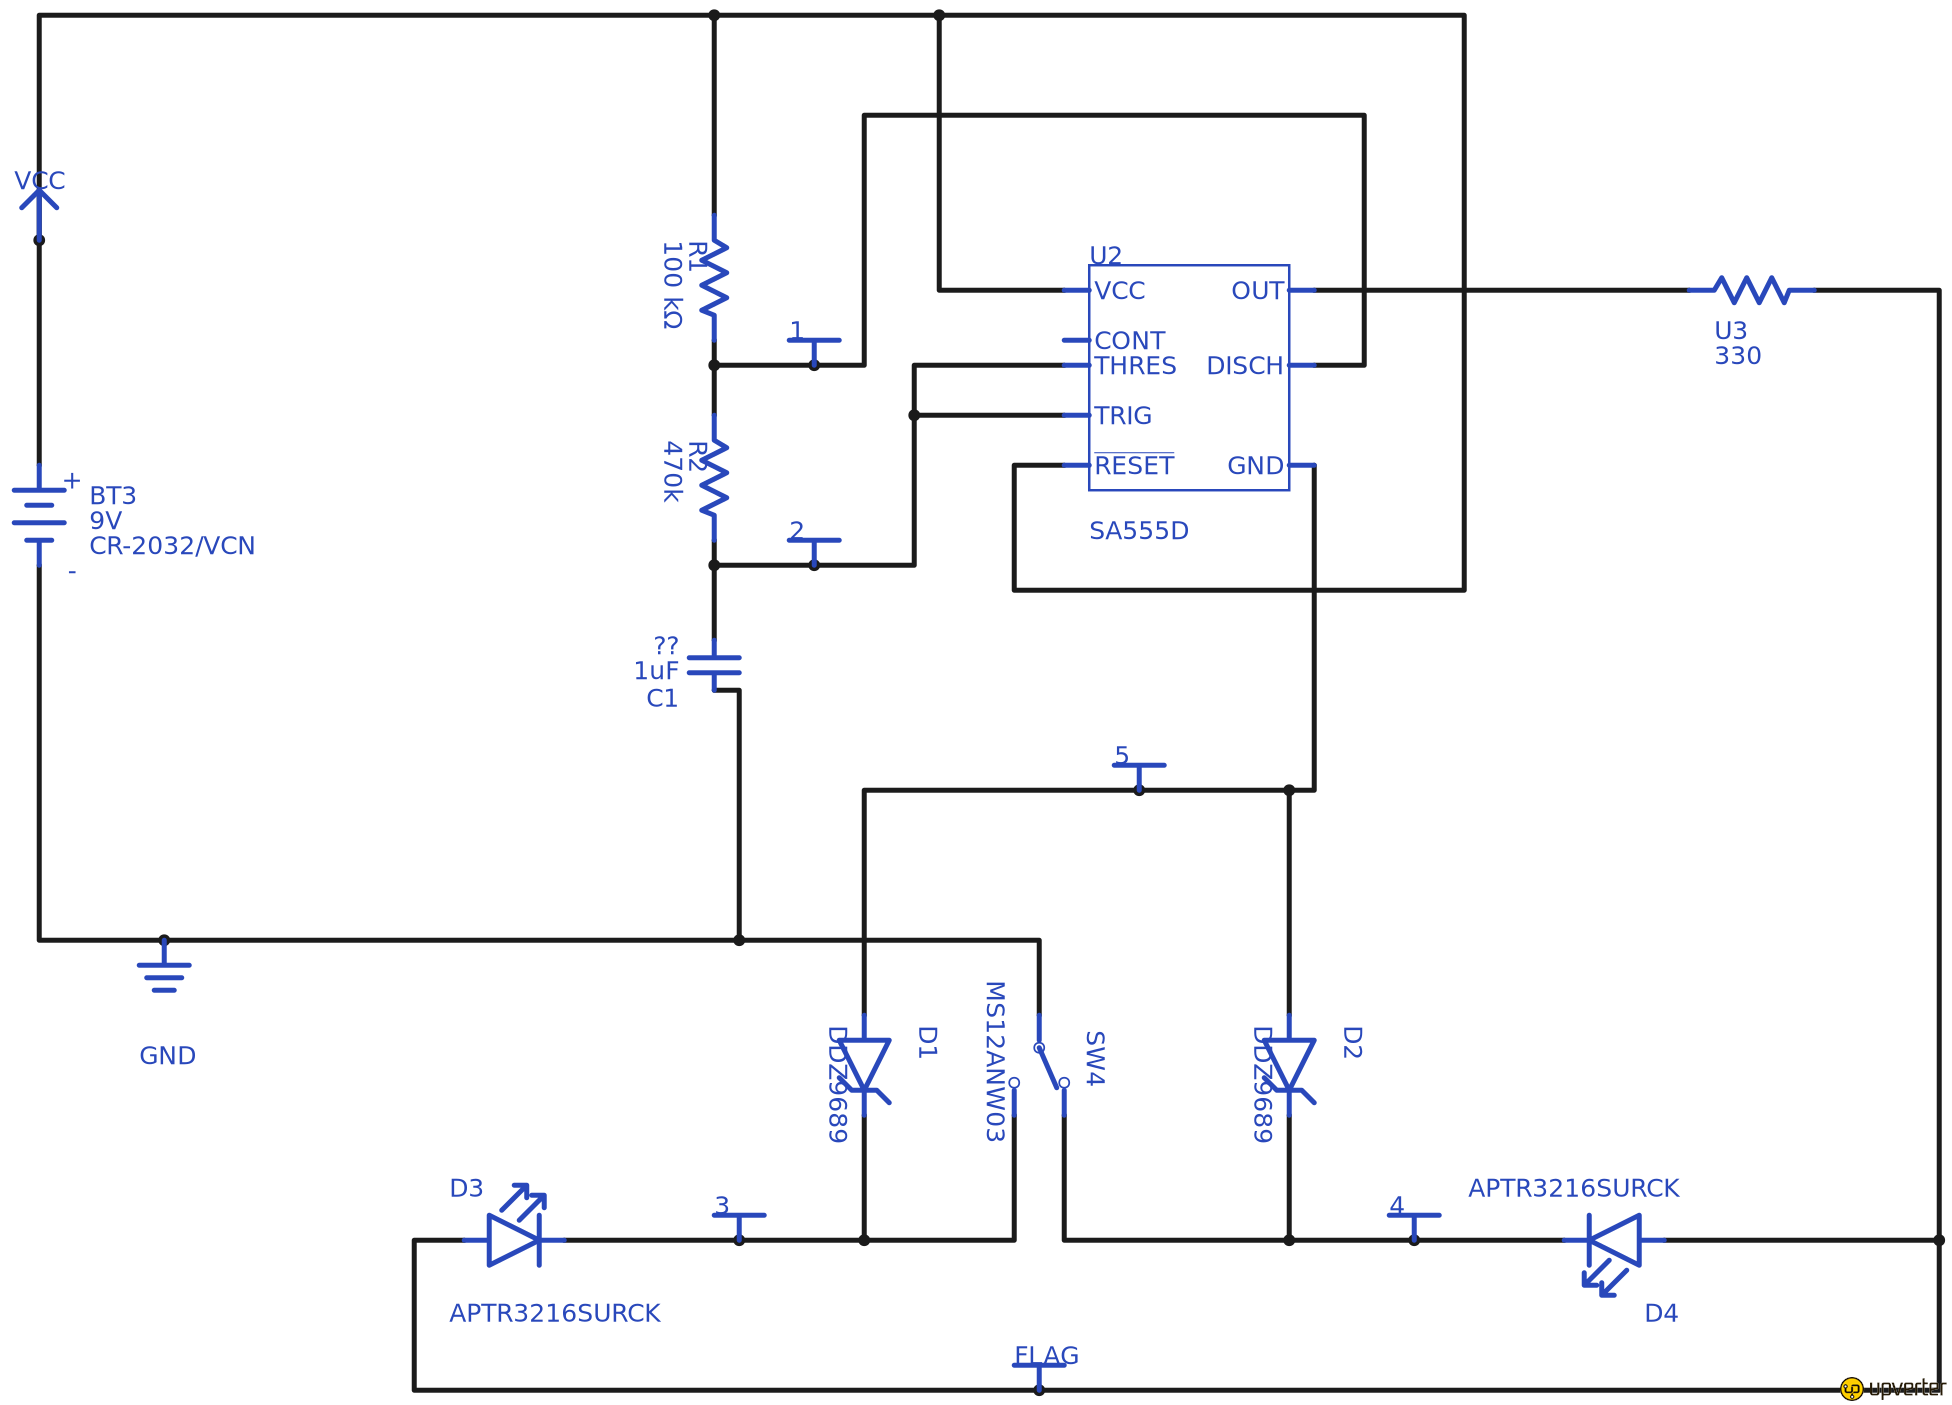 VCC
+
BT3
9V
CR-2032/VCN
-
GND
R1
100 kΩ
1
R2
470k
2
??
1uF
C1
U2
VCC
OUT
CONT
THRES
DISCH
TRIG
RESET
GND
SA555D
U3
330
5
D1
DDZ9689
MS12ANW03
SW4
D2
DDZ9689
D3
APTR3216SURCK
3
4
APTR3216SURCK
D4
FLAG
upverter